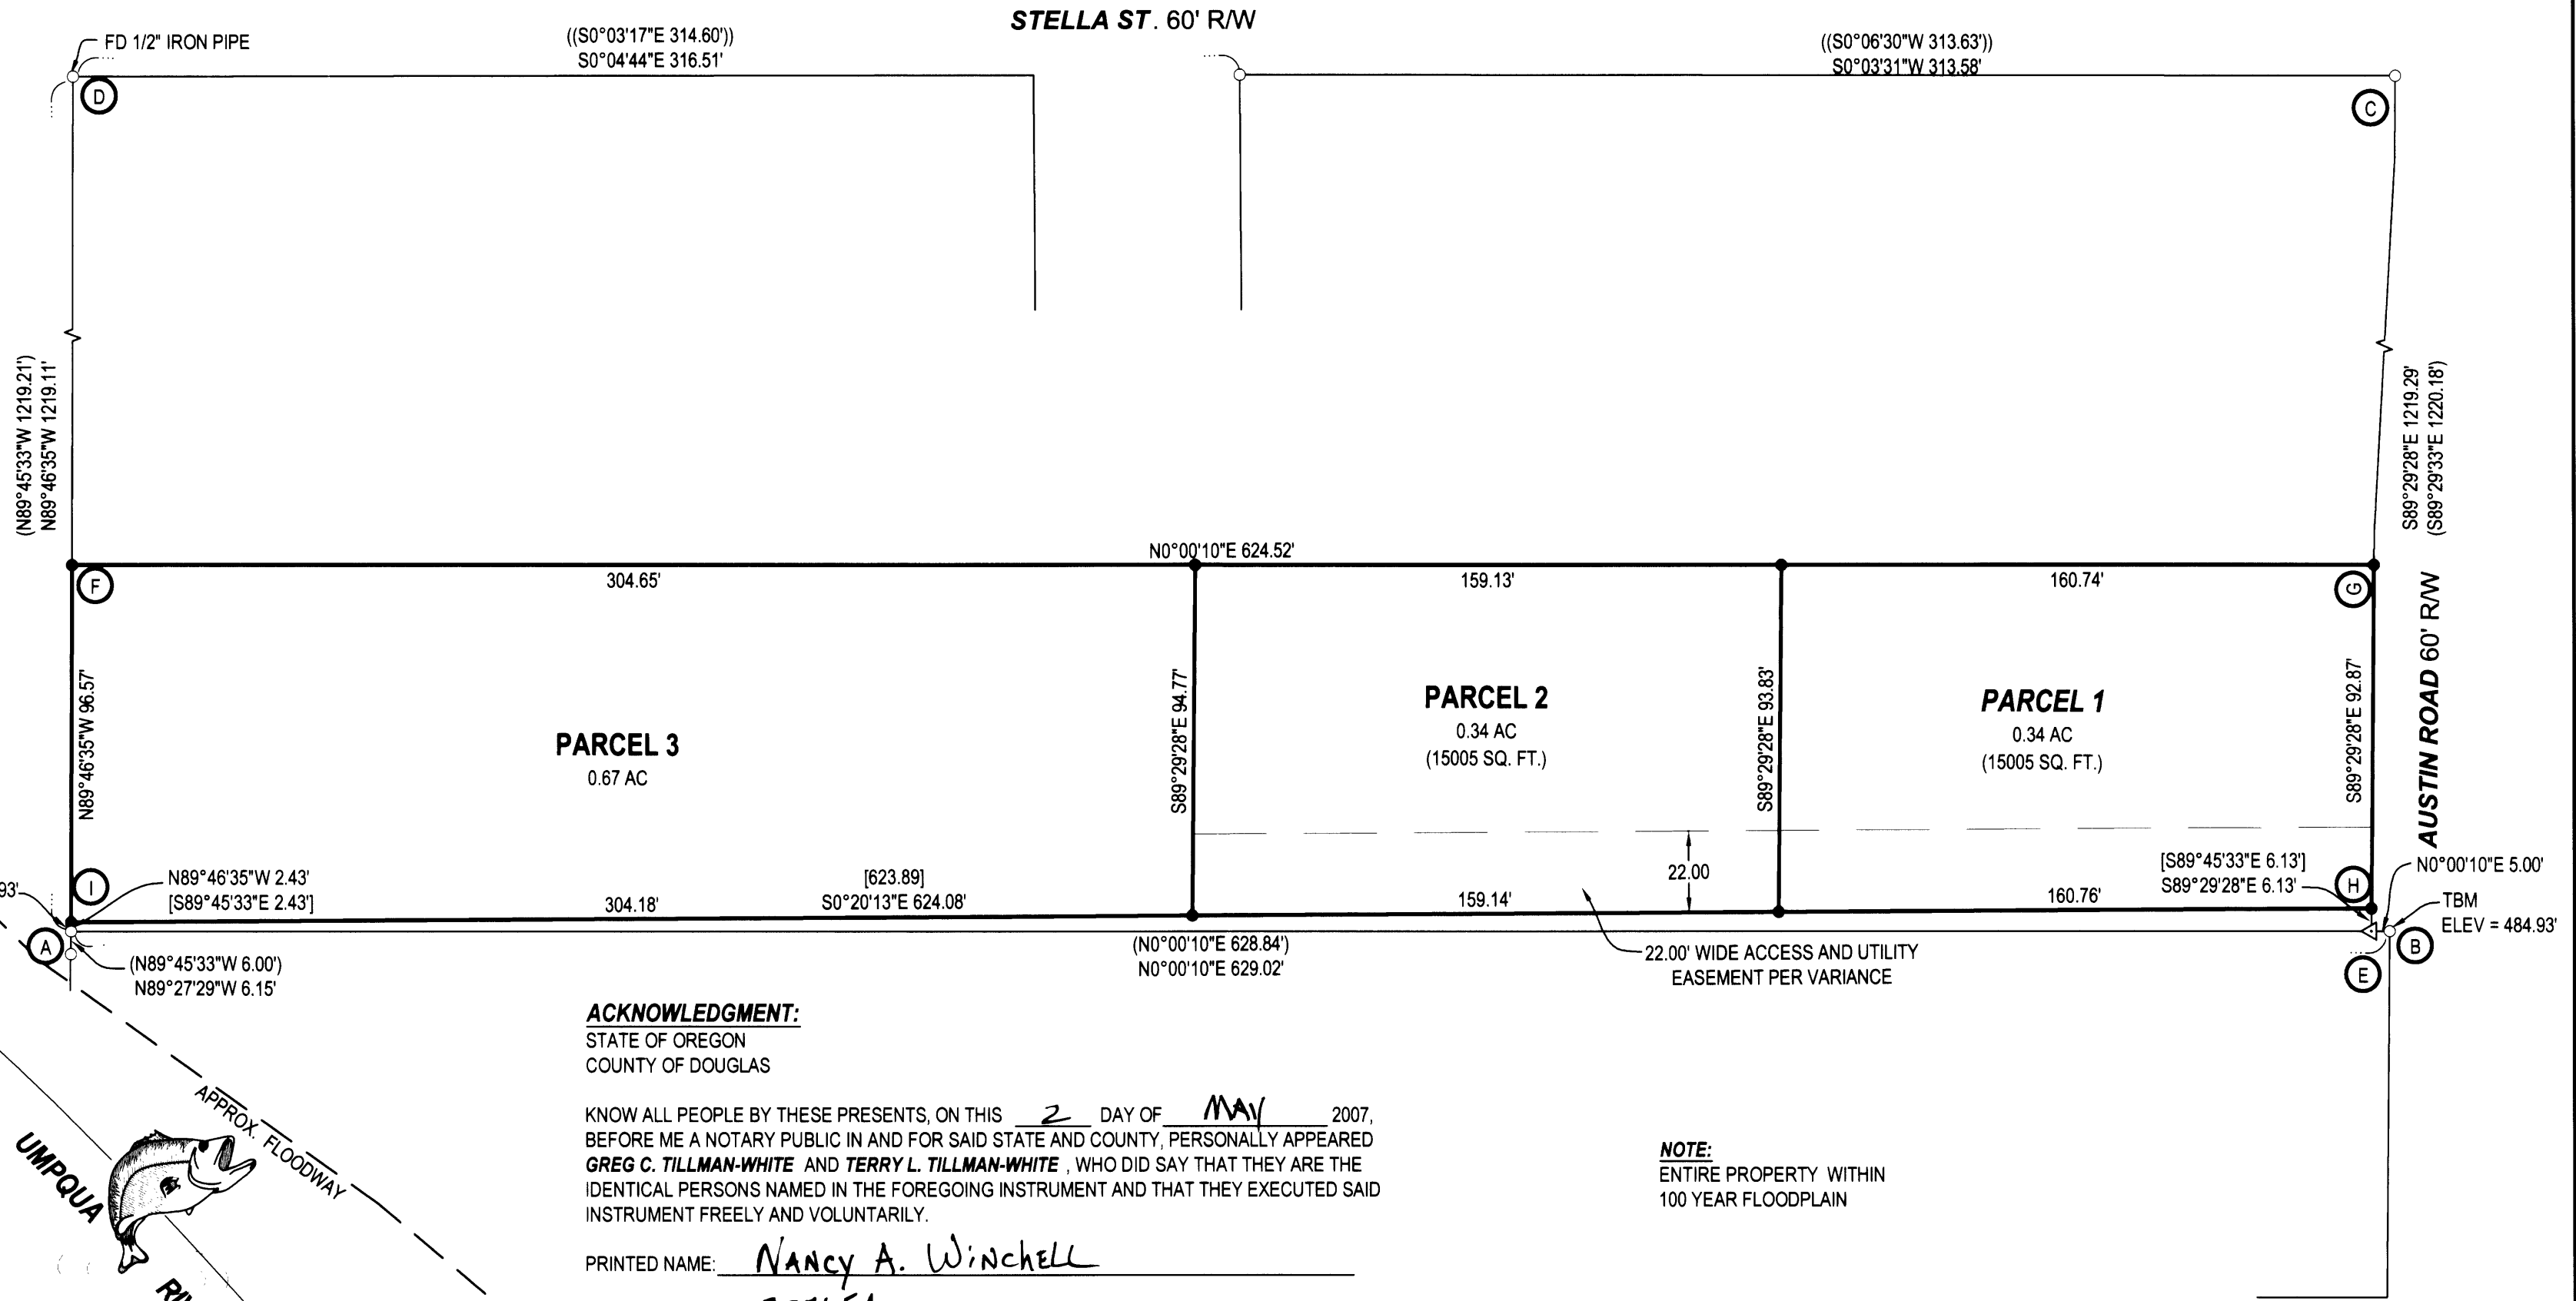 STELLA ST. 60' R/W
FD 1/2" IRON PIPE
((S0°03'17"E 314.60'))
S0°04'44"E 316.51'
((S0°06'30"W 313.63'))
S0°03'31"W 313.58'
D
C
(N89°45'33"W 1219.21')
N89°46'35"W 1219.11'
S89°29'28"E 1219.29'
(S89°29'33"E 1220.18')
N0°00'10"E 624.52'
F
304.65'
159.13'
160.74'
G
AUSTIN ROAD 60' R/W
N89°46'35"W 96.57'
S89°29'28"E 94.77'
S89°29'28"E 93.83'
S89°29'28"E 92.87'
PARCEL 3
0.67 AC
PARCEL 2
0.34 AC
(15005 SQ. FT.)
PARCEL 1
0.34 AC
(15005 SQ. FT.)
I
N89°46'35"W 2.43'
[S89°45'33"E 2.43']
304.18'
[623.89]
S0°20'13"E 624.08'
159.14'
22.00
160.76'
[S89°45'33"E 6.13']
S89°29'28"E 6.13'
H
N0°00'10"E 5.00'
TBM
ELEV = 484.93'
93'
A
(N89°45'33"W 6.00')
N89°27'29"W 6.15'
(N0°00'10"E 628.84')
N0°00'10"E 629.02'
22.00' WIDE ACCESS AND UTILITY
EASEMENT PER VARIANCE
B
E
ACKNOWLEDGMENT:
STATE OF OREGON
COUNTY OF DOUGLAS
KNOW ALL PEOPLE BY THESE PRESENTS, ON THIS 2 DAY OF MAY 2007,
BEFORE ME A NOTARY PUBLIC IN AND FOR SAID STATE AND COUNTY, PERSONALLY APPEARED
GREG C. TILLMAN-WHITE AND TERRY L. TILLMAN-WHITE , WHO DID SAY THAT THEY ARE THE
IDENTICAL PERSONS NAMED IN THE FOREGOING INSTRUMENT AND THAT THEY EXECUTED SAID
INSTRUMENT FREELY AND VOLUNTARILY.
PRINTED NAME: NANCY A. WINCHELL
NOTE:
ENTIRE PROPERTY WITHIN
100 YEAR FLOODPLAIN
APPROX. FLOODWAY
UMPQUA